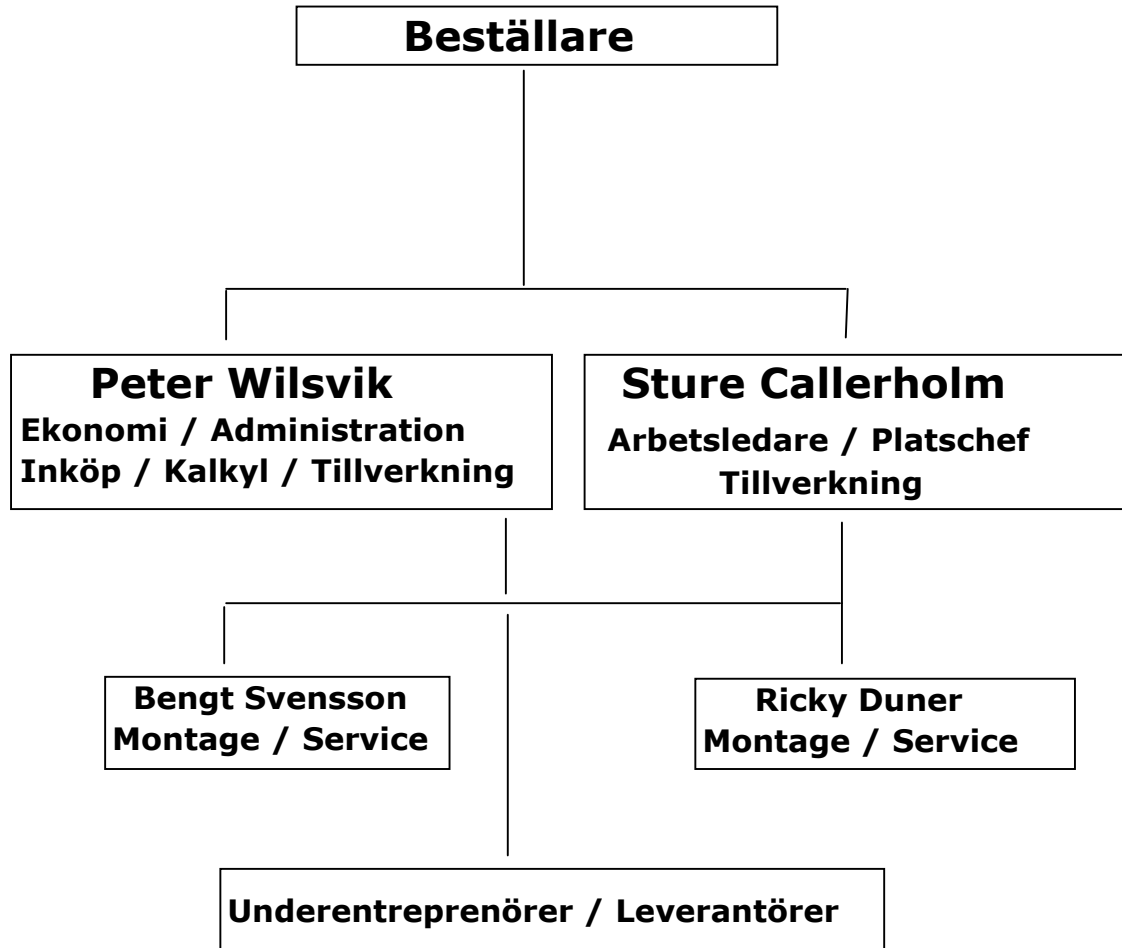 Beställare
Peter Wilsvik
Ekonomi / Administration
Inköp / Kalkyl / Tillverkning
Sture Callerholm
Arbetsledare / Platschef
Tillverkning
Bengt Svensson
Montage / Service
Ricky Duner
Montage / Service
Underentreprenörer / Leverantörer